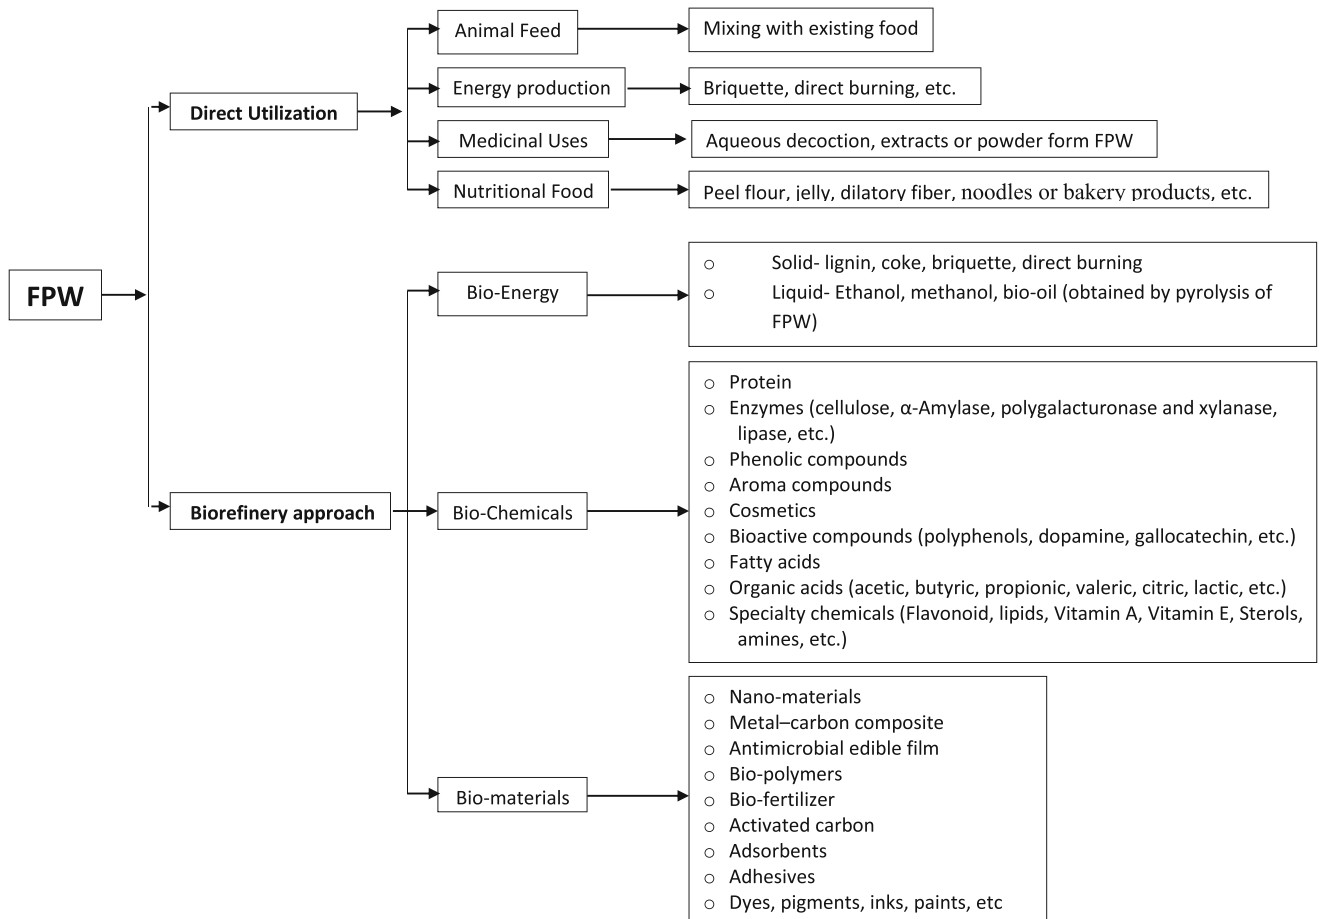 FPW
Direct Utilization
Animal Feed
Mixing with existing food
Energy production
Briquette, direct burning, etc.
Medicinal Uses
Aqueous decoction, extracts or powder form FPW
Nutritional Food
Peel flour, jelly, dilatory fiber, noodles or bakery products, etc.
Biorefinery approach
Bio-Energy
○ Solid- lignin, coke, briquette, direct burning
○ Liquid- Ethanol, methanol, bio-oil (obtained by pyrolysis of
FPW)
Bio-Chemicals
○ Protein
○ Enzymes (cellulose, α-Amylase, polygalacturonase and xylanase,
lipase, etc.)
○ Phenolic compounds
○ Aroma compounds
○ Cosmetics
○ Bioactive compounds (polyphenols, dopamine, gallocatechin, etc.)
○ Fatty acids
○ Organic acids (acetic, butyric, propionic, valeric, citric, lactic, etc.)
○ Specialty chemicals (Flavonoid, lipids, Vitamin A, Vitamin E, Sterols,
amines, etc.)
Bio-materials
○ Nano-materials
○ Metal–carbon composite
○ Antimicrobial edible film
○ Bio-polymers
○ Bio-fertilizer
○ Activated carbon
○ Adsorbents
○ Adhesives
○ Dyes, pigments, inks, paints, etc